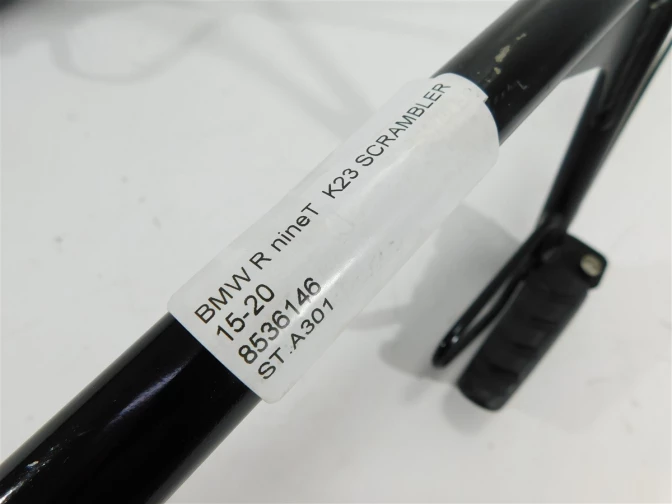 BMW R nineT K23 SCRAMBLER
15-20
8536146
ST.A301